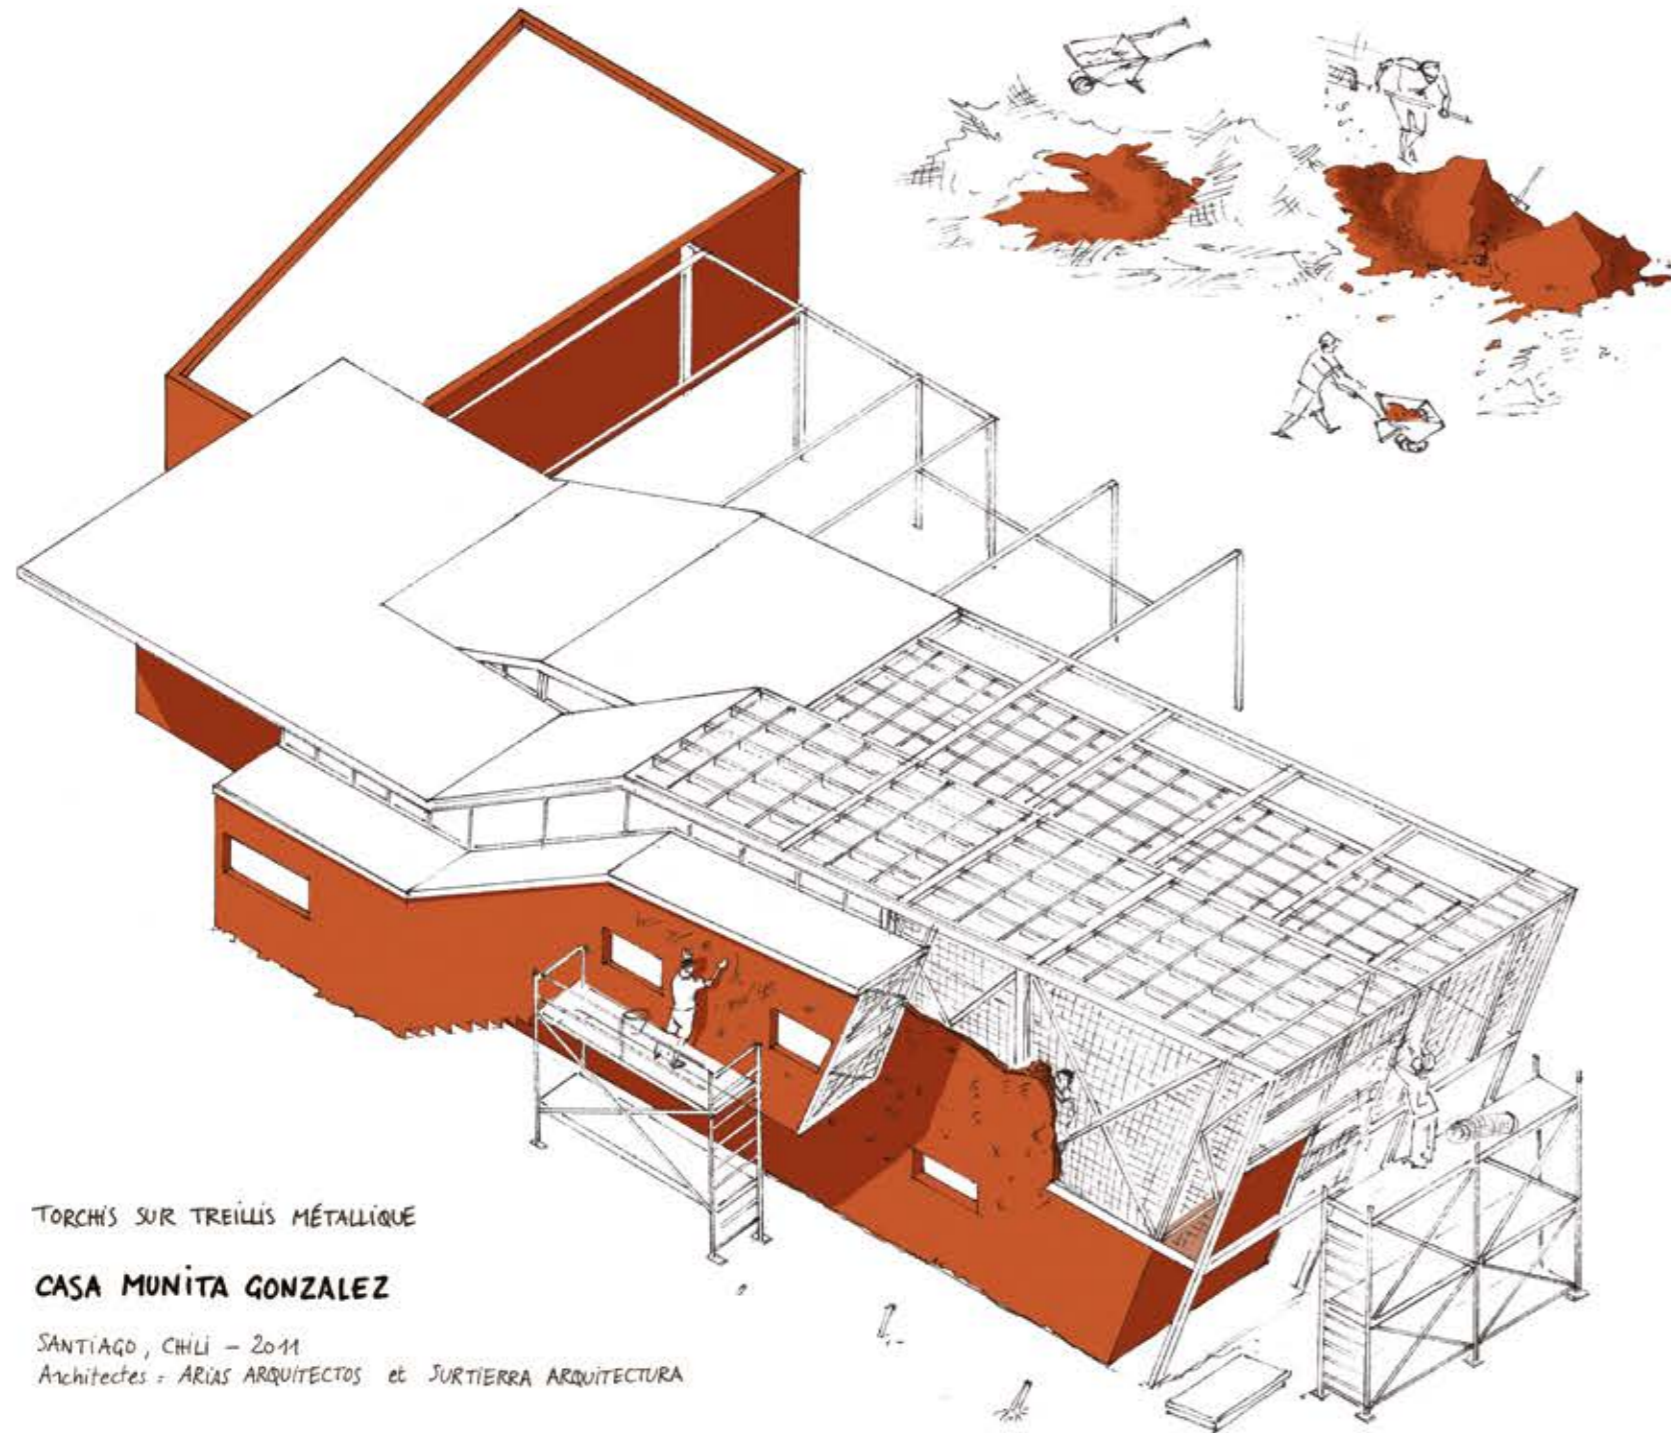 TORCHIS SUR TREILLIS MÉTALLIQUE
CASA MUNITA GONZALEZ
SANTIAGO, CHILI – 2011
Architectes : ARIAS ARQUITECTOS et SURTIERRA ARQUITECTURA